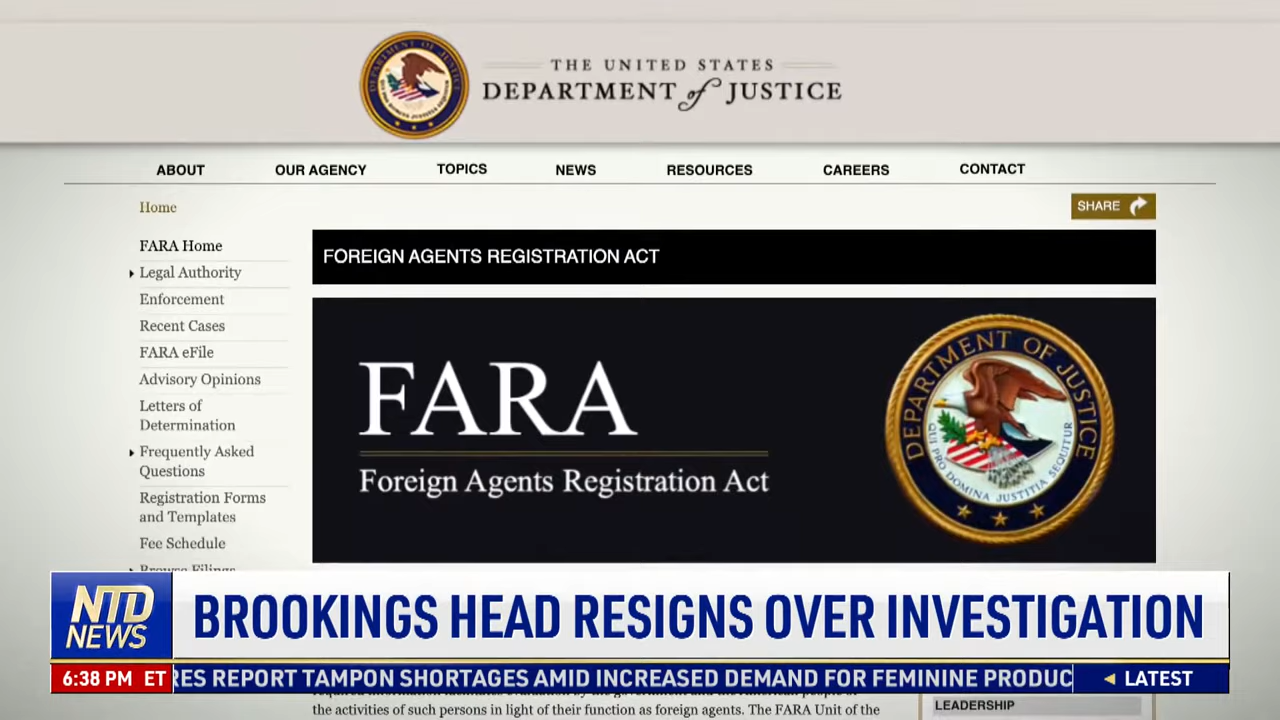 THE UNITED STATES
DEPARTMENT of JUSTICE
ABOUT
OUR AGENCY
TOPICS
NEWS
RESOURCES
CAREERS
CONTACT
Home
SHARE
FARA Home
Legal Authority
Enforcement
Recent Cases
FARA eFile
Advisory Opinions
Letters of
Determination
Frequently Asked
Questions
Registration Forms
and Templates
Fee Schedule
Browse Filings
FOREIGN AGENTS REGISTRATION ACT
FARA
Foreign Agents Registration Act
DEPARTMENT OF JUSTICE
QUI PRO DOMINA JUSTITIA SEQUITUR
NTD
NEWS
BROOKINGS HEAD RESIGNS OVER INVESTIGATION
6:38 PM ET
RES REPORT TAMPON SHORTAGES AMID INCREASED DEMAND FOR FEMININE PRODUC
LATEST
the activities of such persons in light of their function as foreign agents. The FARA Unit of the
LEADERSHIP